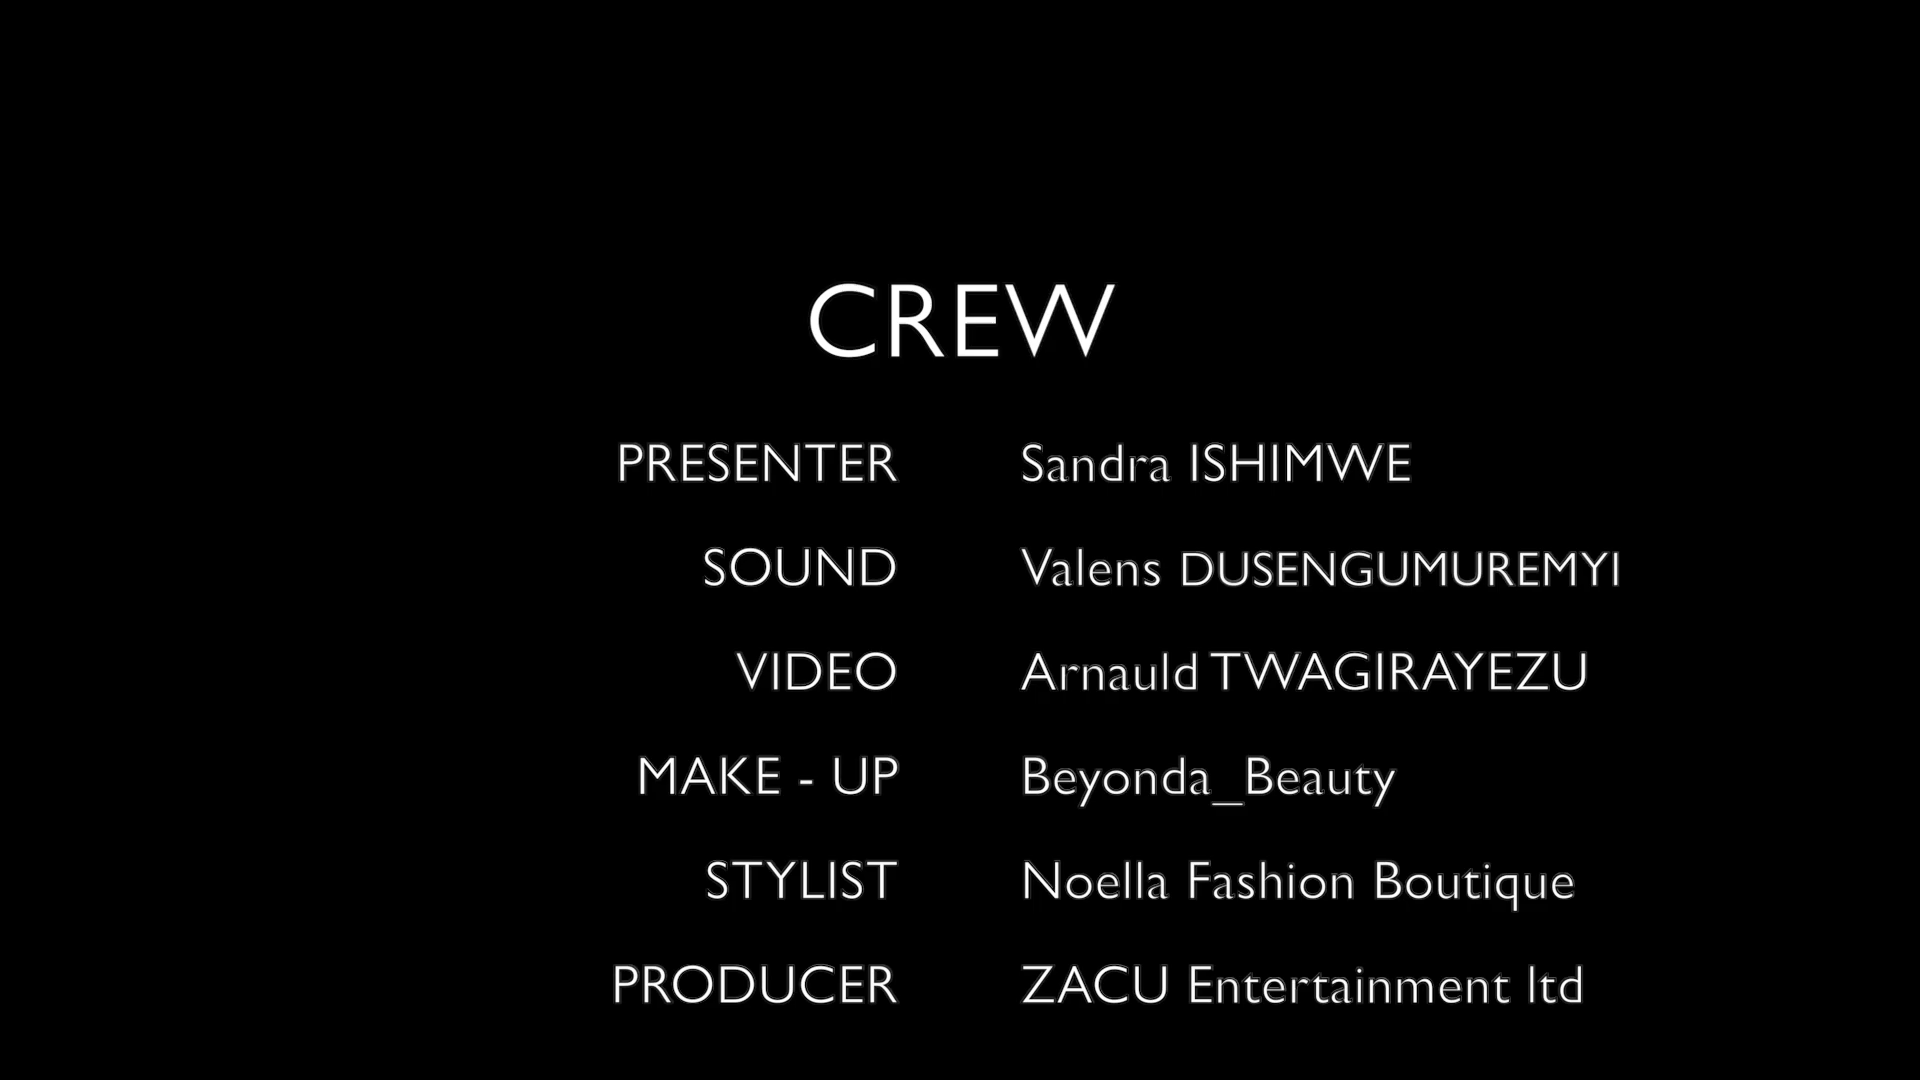 CREW
PRESENTER Sandra ISHIMWE
SOUND Valens DUSENGUMUREMYI
VIDEO Arnauld TWAGIRAYEZU
MAKE - UP Beyonda_Beauty
STYLIST Noella Fashion Boutique
PRODUCER ZACU Entertainment ltd